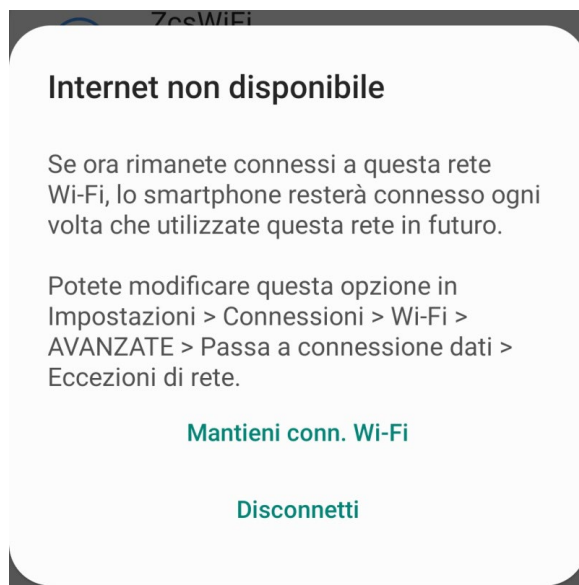 ZcsWiFi
Internet non disponibile
Se ora rimanete connessi a questa rete
Wi-Fi, lo smartphone resterà connesso ogni
volta che utilizzate questa rete in futuro.
Potete modificare questa opzione in
Impostazioni > Connessioni > Wi-Fi >
AVANZATE > Passa a connessione dati >
Eccezioni di rete.
Mantieni conn. Wi-Fi
Disconnetti